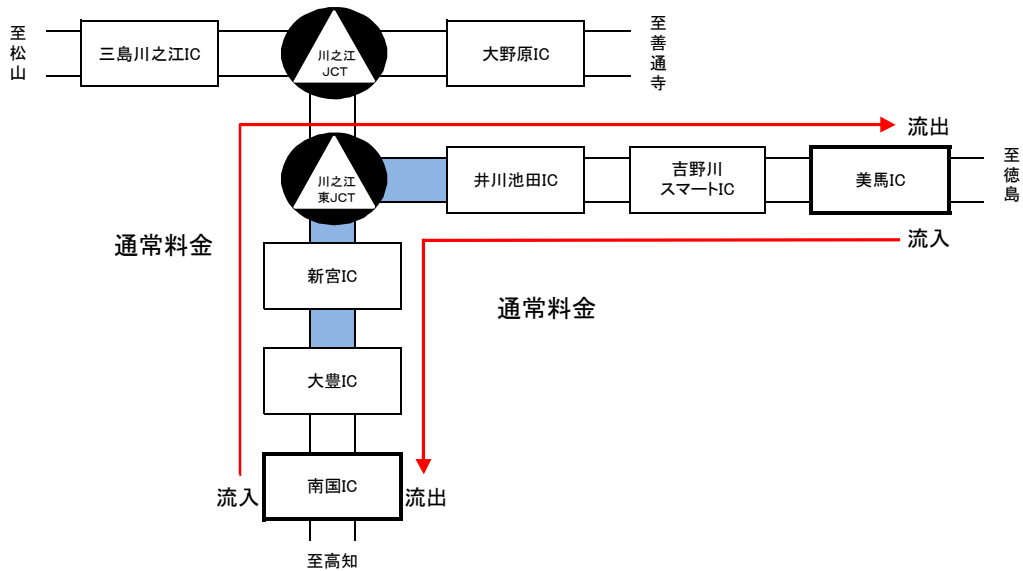 至松山
三島川之江IC
川之江
JCT
大野原IC
至善通寺
流出
川之江
東JCT
井川池田IC
吉野川
スマートIC
美馬IC
至徳島
通常料金
流入
新宮IC
通常料金
大豊IC
流入
南国IC
流出
至高知